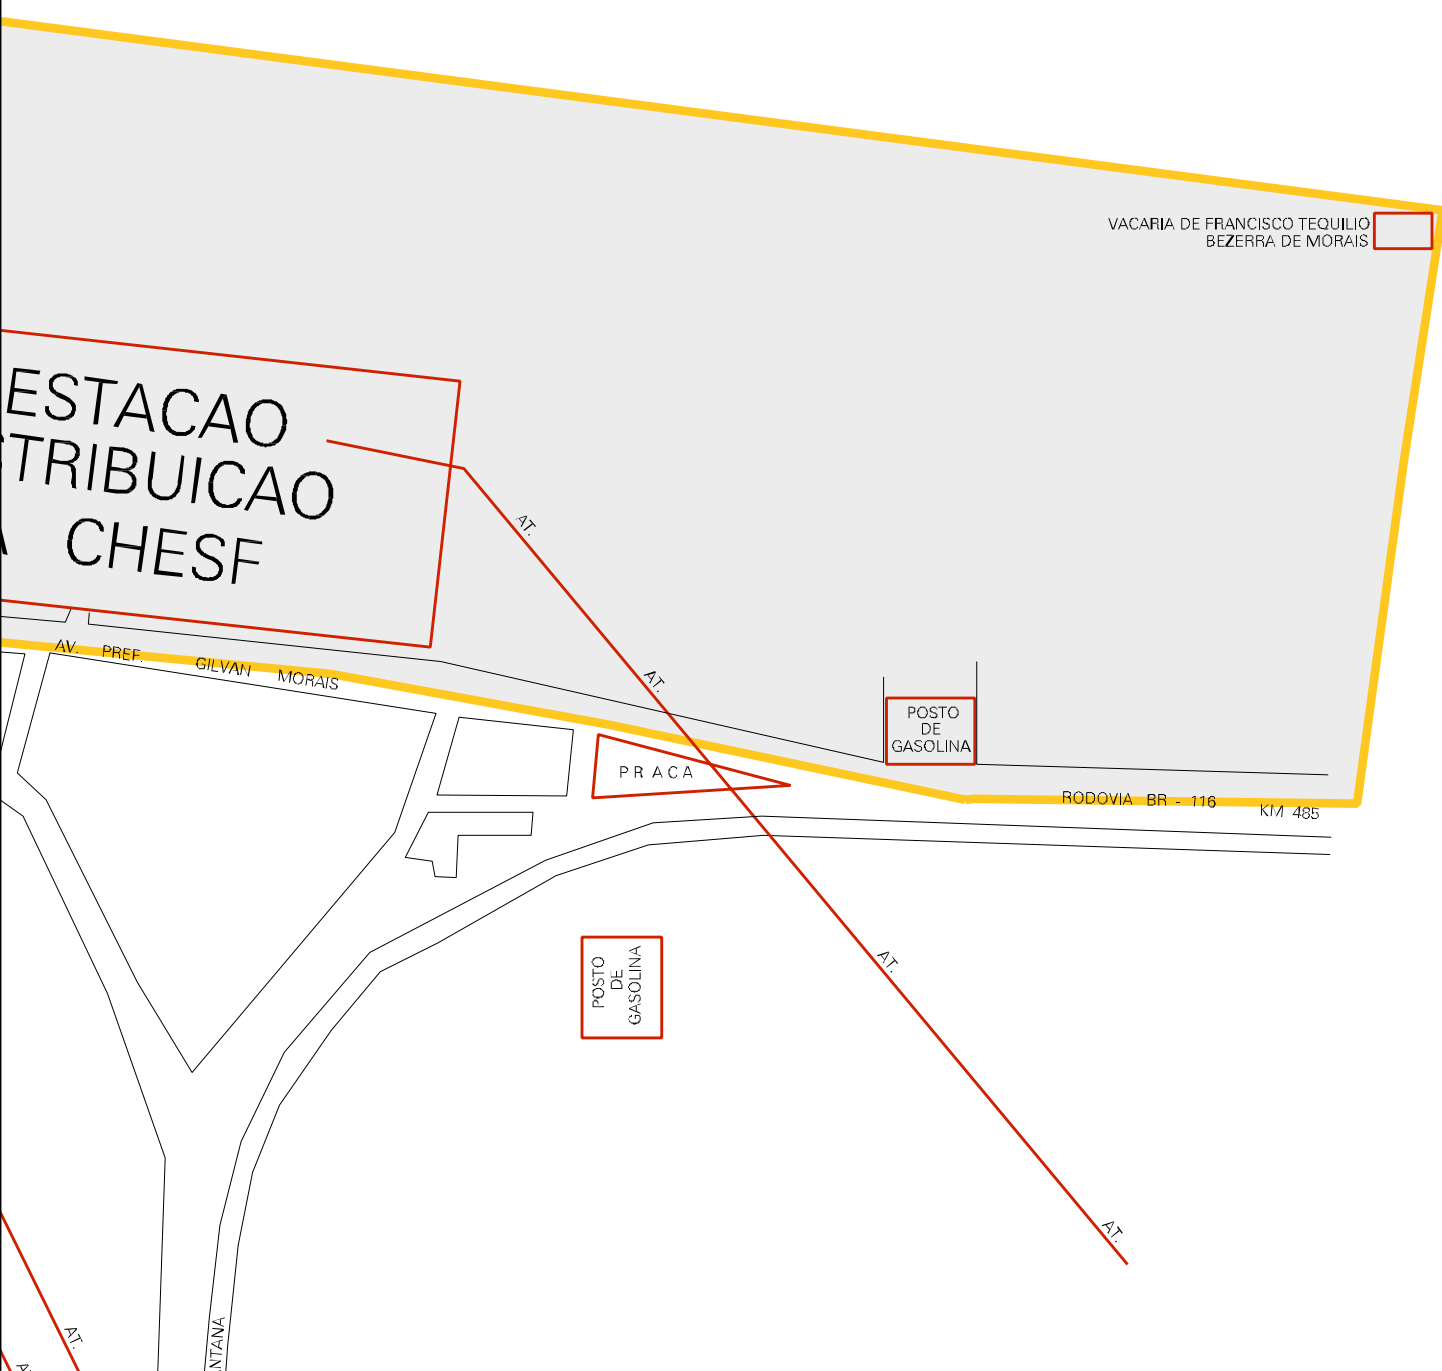 VACARIA DE FRANCISCO TEQUILIO
BEZERRA DE MORAIS
ESTACAO
TRIBUICAO
CHESF
AT.
AV. PREF. GILVAN MORAIS
AT.
POSTO
DE
GASOLINA
PRACA
RODOVIA BR - 116 KM 485
POSTO
DE
GASOLINA
AT.
AT.
AT.
NTANA